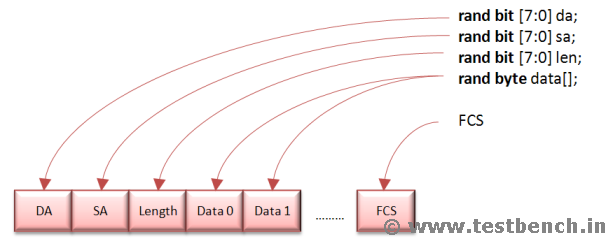 rand bit [7:0] da;
rand bit [7:0] sa;
rand bit [7:0] len;
rand byte data[];
FCS
DA SA Length Data 0 Data 1 ......... FCS
© www.testbench.in